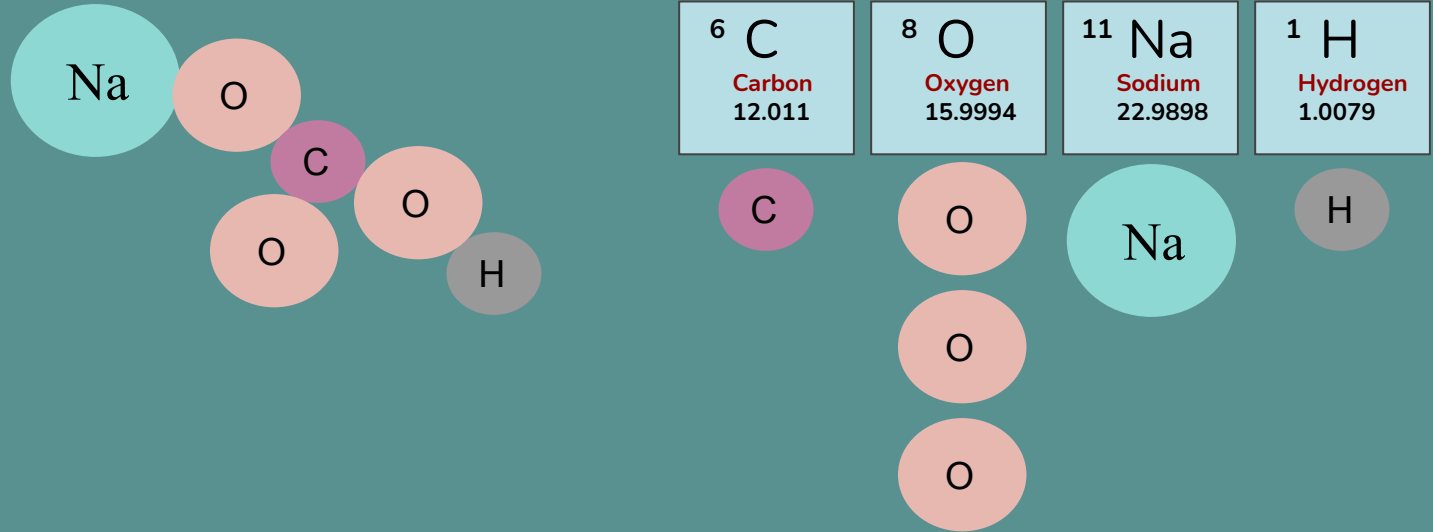 Na
O
C
O
O
H
6 C
Carbon
12.011
8 O
Oxygen
15.9994
11 Na
Sodium
22.9898
1 H
Hydrogen
1.0079
C
O
Na
H
O
O